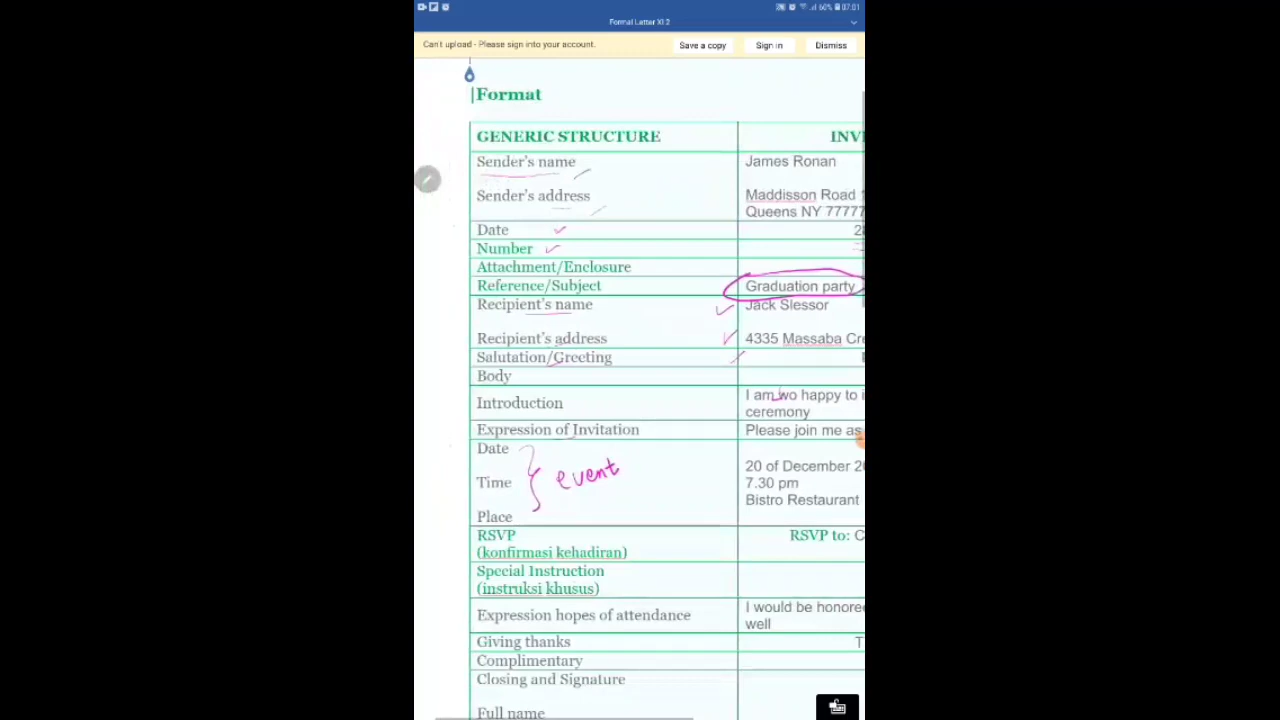 60% 07:01
Formal Letter XI 2
Can't upload - Please sign into your account. Save a copy Sign in Dismiss
Format
GENERIC STRUCTURE
Sender's name James Ronan
Sender's address Maddisson Road
Queens NY 77777
Date
Number
Attachment/Enclosure
Reference/Subject Graduation party
Recipient's name Jack Slessor
Recipient's address 4335 Massaba
Salutation/Greeting
Body
Introduction I am wo happy to
ceremony
Expression of Invitation Please join me as
Date 20 of December
Time event 7.30 pm
Place Bistro Restaurant
RSVP RSVP to:
(konfirmasi kehadiran)
Special Instruction
(instruksi khusus)
Expression hopes of attendance I would be honore
well
Giving thanks
Complimentary
Closing and Signature
Full name